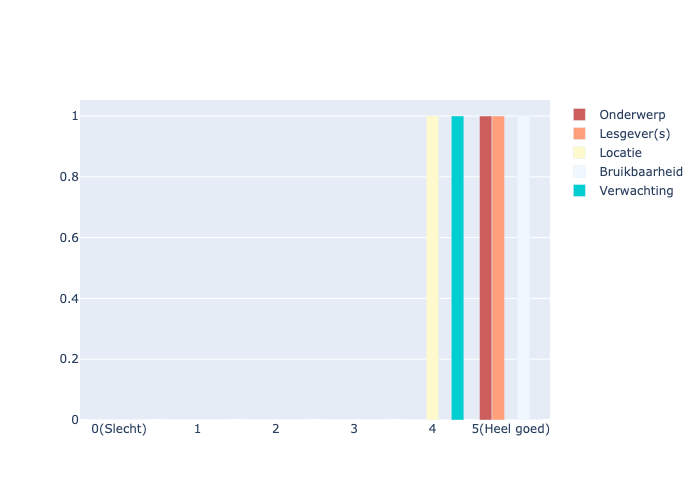 1
0.8
0.6
0.4
0.2
0
0(Slecht)
1
2
3
4
5(Heel goed)
Onderwerp
Lesgever(s)
Locatie
Bruikbaarheid
Verwachting